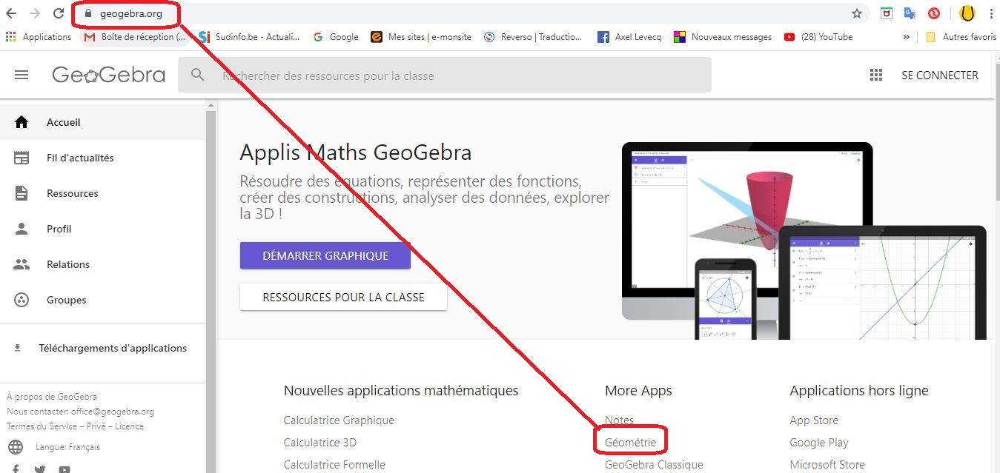 geogebra.org
Applications
Boîte de réception (...
Sudinfo.be - Actuali...
Google
Mes sites | e-monsite
Reverso | Traductio...
Axel Levecq
Nouveaux messages
(28) YouTube
»
Autres favoris
GeoGebra
Rechercher des ressources pour la classe
SE CONNECTER
Accueil
Fil d'actualités
Ressources
Profil
Relations
Groupes
Téléchargements d'applications
À propos de GeoGebra
Nous contacter: office@geogebra.org
Termes du Service – Privé – Licence
Langue: Français
Applis Maths GeoGebra
Résoudre des équations, représenter des fonctions,
créer des constructions, analyser des données, explorer
la 3D !
DÉMARRER GRAPHIQUE
RESSOURCES POUR LA CLASSE
Nouvelles applications mathématiques
Calculatrice Graphique
Calculatrice 3D
Calculatrice Formelle
More Apps
Notes
Géométrie
GeoGebra Classique
Applications hors ligne
App Store
Google Play
Microsoft Store